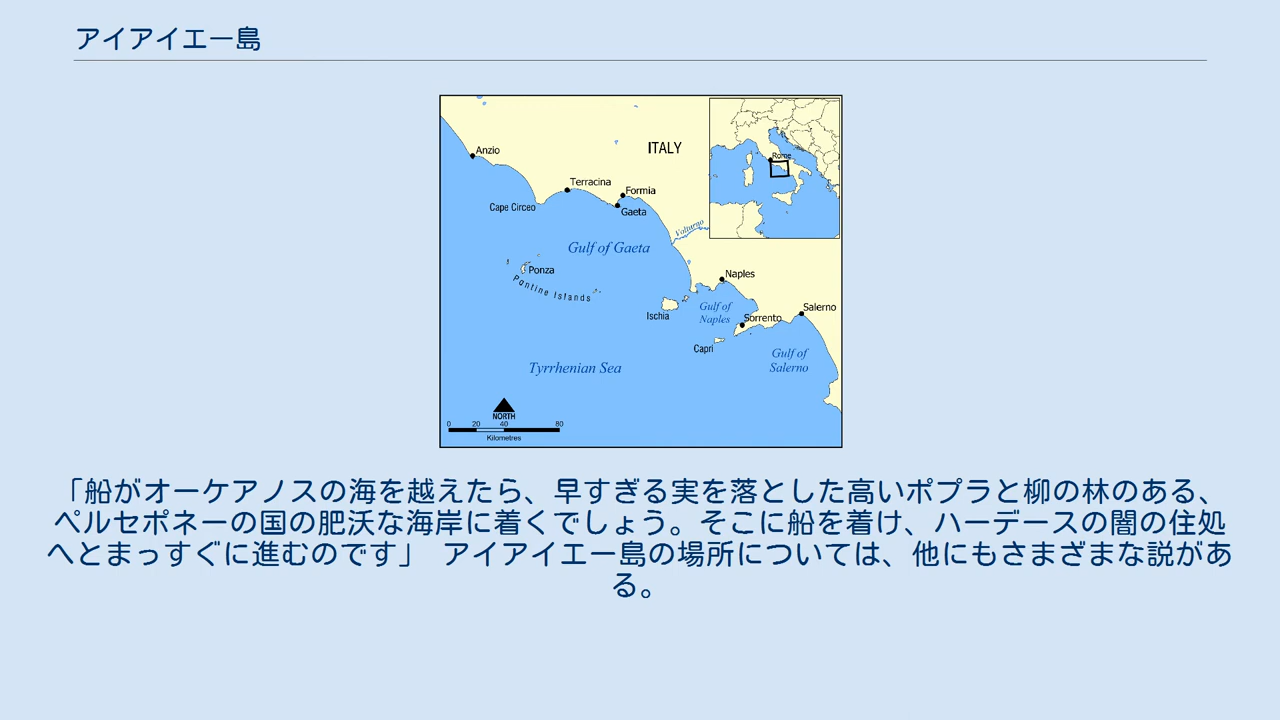 アイアイエー島
Anzio
ITALY
Rome
Terracina
Formia
Cape Circeo
Gaeta
Volturno
Gulf of Gaeta
Ponza
Pontine Islands
Naples
Ischia
Gulf of
Naples
Sorrento
Salerno
Capri
Gulf of
Salerno
Tyrrhenian Sea
NORTH
0 20 40 80
Kilometres
「船がオーケアノスの海を越えたら、早すぎる実を落とした高いポプラと柳の林のある、
ペルセポネーの国の肥沃な海岸に着くでしょう。そこに船を着け、ハーデースの闇の住処
へとまっすぐに進むのです」 アイアイエー島の場所については、他にもさまざまな説があ
る。